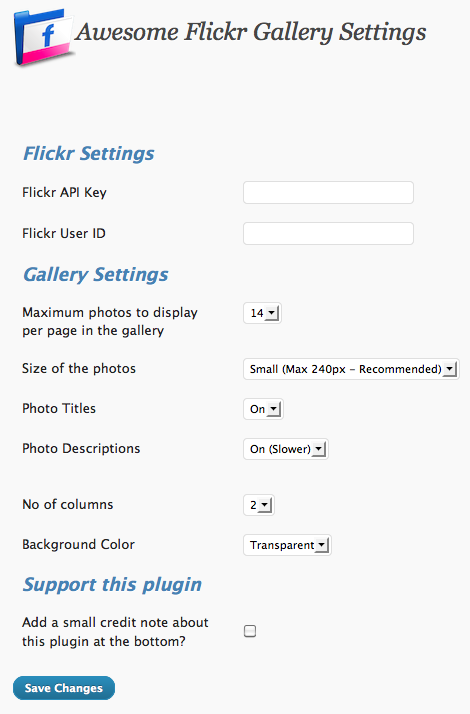 f
Awesome Flickr Gallery Settings
Flickr Settings
Flickr API Key
Flickr User ID
Gallery Settings
Maximum photos to display
per page in the gallery
14
Size of the photos
Small (Max 240px - Recommended)
Photo Titles
On
Photo Descriptions
On (Slower)
No of columns
2
Background Color
Transparent
Support this plugin
Add a small credit note about
this plugin at the bottom?
Save Changes